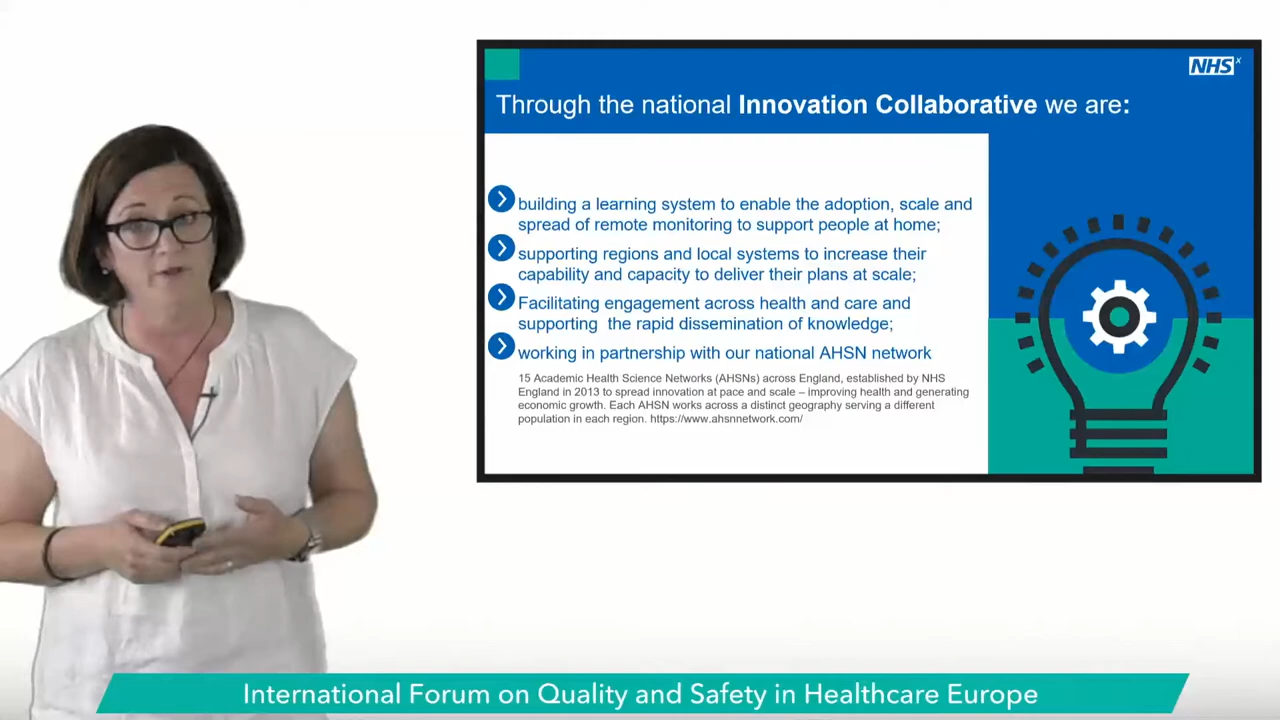 NHSX
Through the national Innovation Collaborative we are:
building a learning system to enable the adoption, scale and
spread of remote monitoring to support people at home;
supporting regions and local systems to increase their
capability and capacity to deliver their plans at scale;
Facilitating engagement across health and care and
supporting  the rapid dissemination of knowledge;
working in partnership with our national AHSN network
15 Academic Health Science Networks (AHSNs) across England, established by NHS
England in 2013 to spread innovation at pace and scale – improving health and generating
economic growth. Each AHSN works across a distinct geography serving a different
population in each region. https://www.ahsnnetwork.com/
International Forum on Quality and Safety in Healthcare Europe